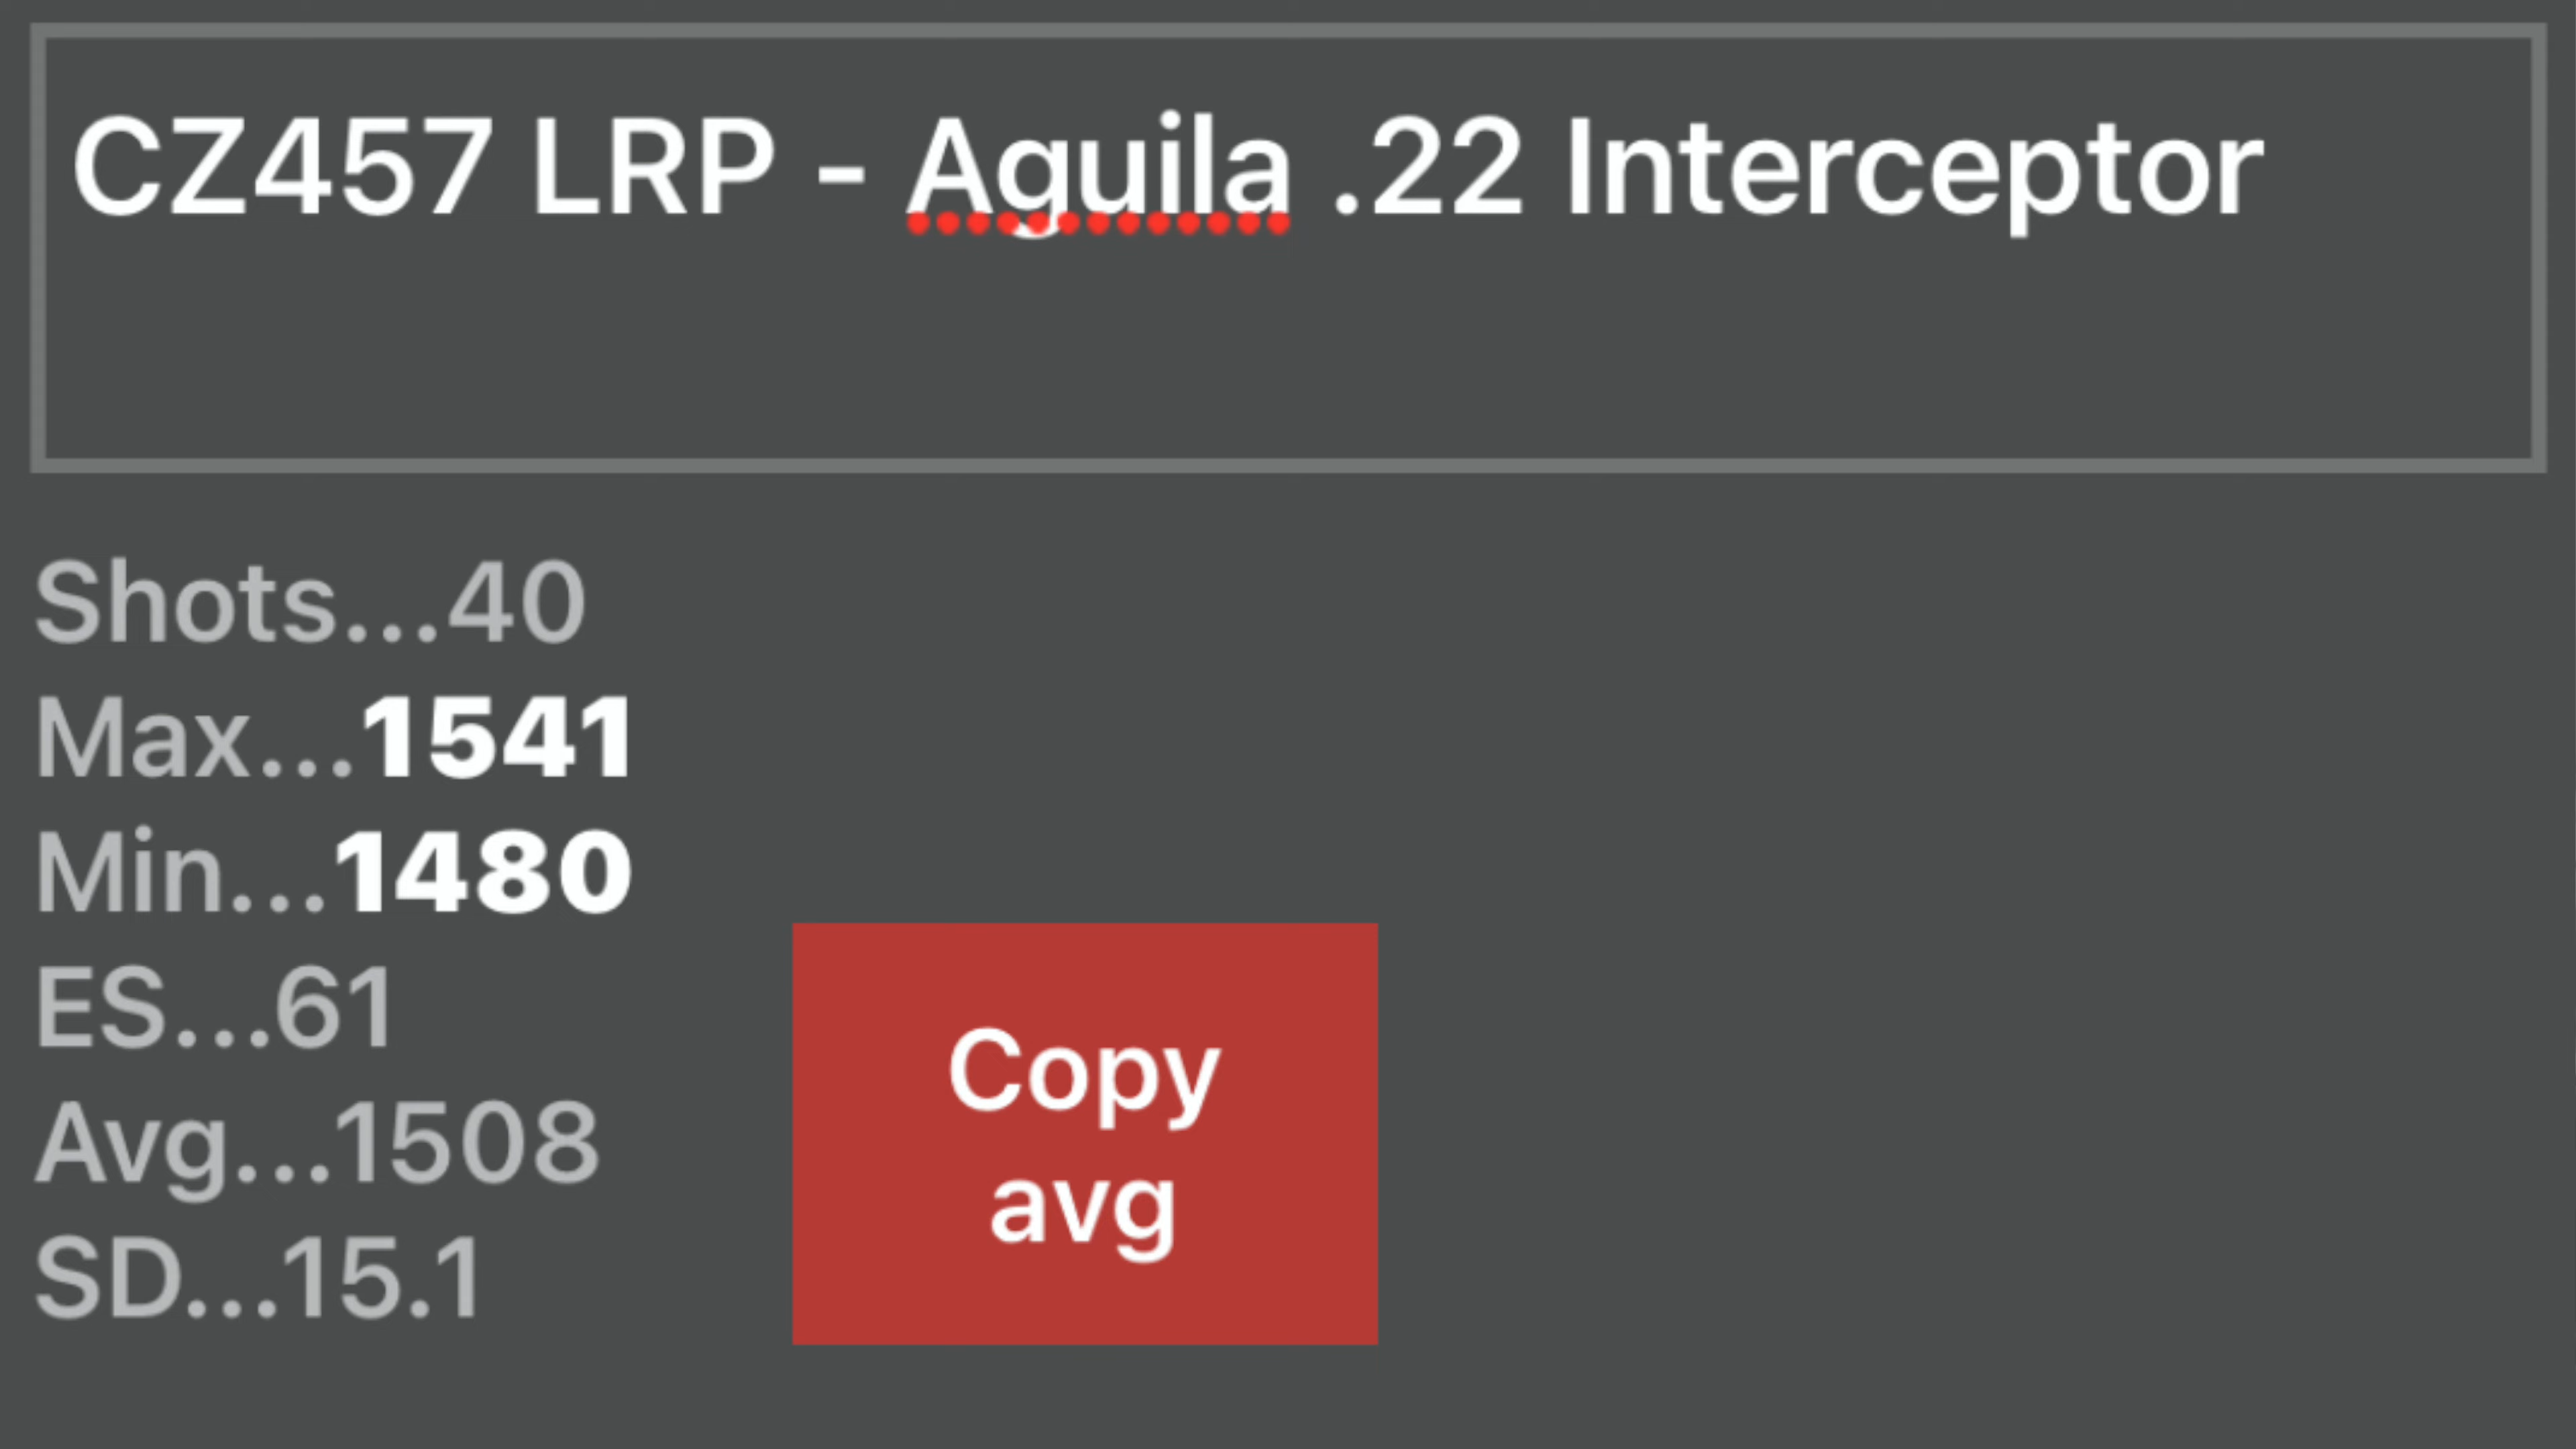 CZ457 LRP - Aguila .22 Interceptor
Shots...40
Max...1541
Min...1480
ES...61
Avg...1508
SD...15.1
Copy
avg